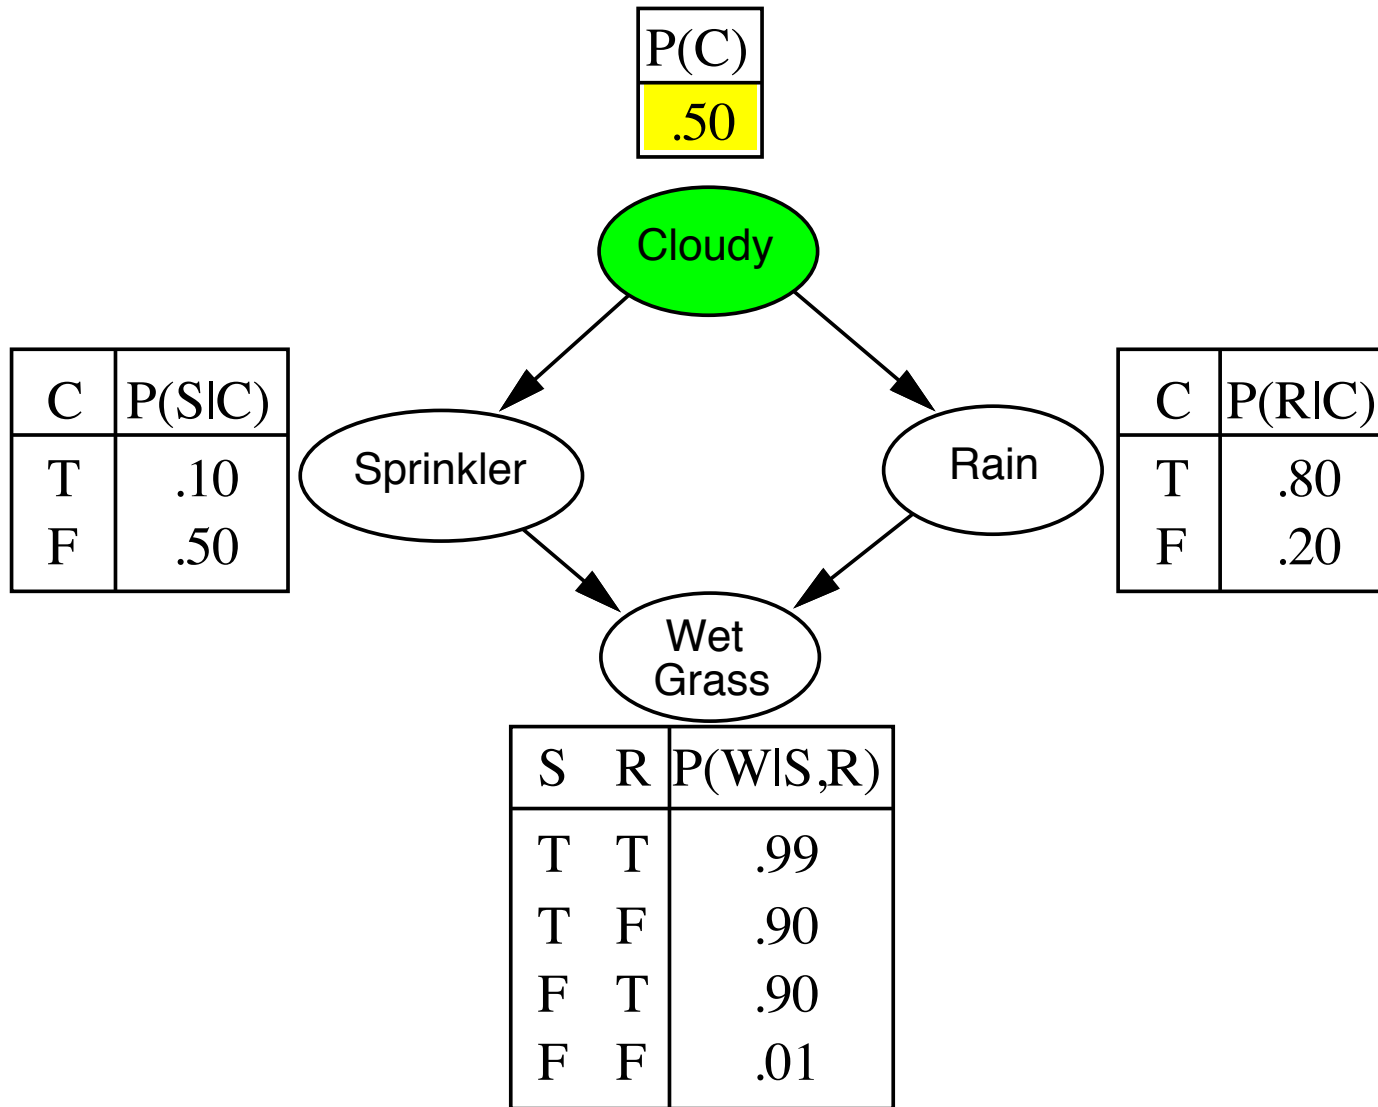 P(C)
.50
Cloudy
C P(S|C)
T .10
F .50
Sprinkler
Rain
C P(R|C)
T .80
F .20
Wet
Grass
S R P(W|S,R)
T T .99
T F .90
F T .90
F F .01